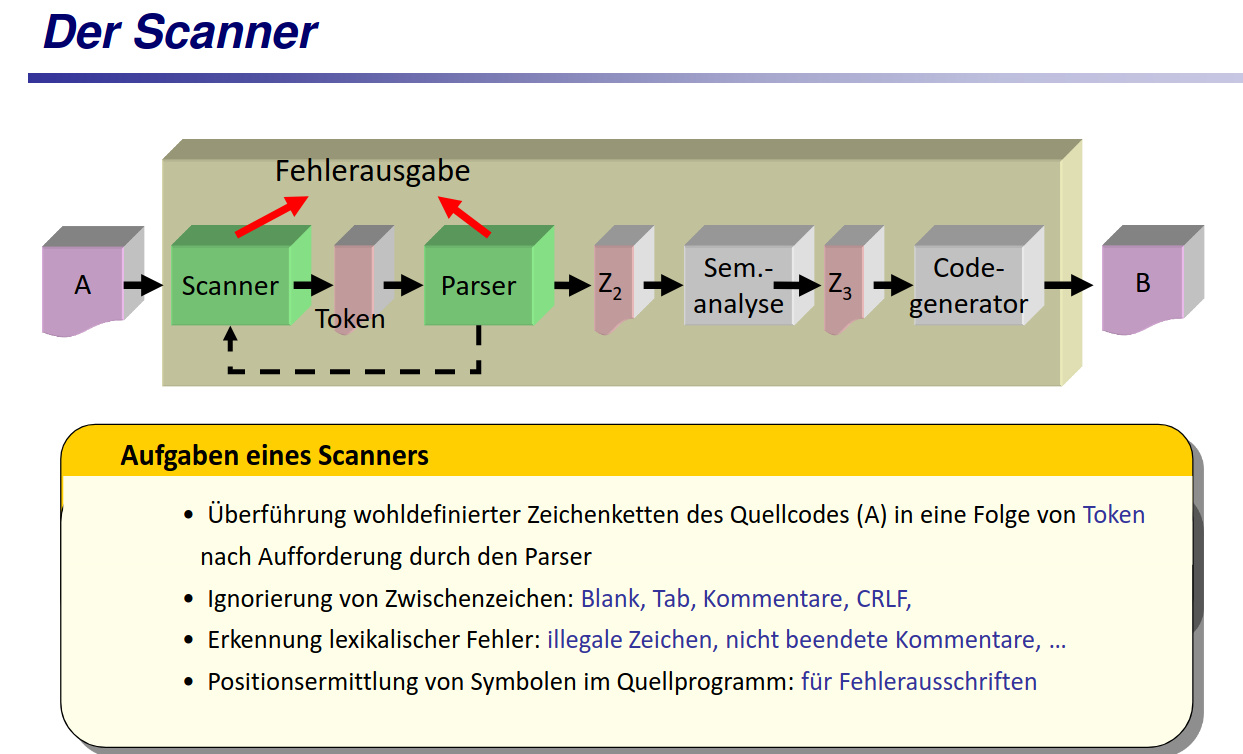 Der Scanner
Fehlerausgabe
A
Scanner
Token
Parser
Z2
Sem.-
analyse
Z3
Code-
generator
B
Aufgaben eines Scanners
• Überführung wohldefinierter Zeichenketten des Quellcodes (A) in eine Folge von Token
nach Aufforderung durch den Parser
• Ignorierung von Zwischenzeichen: Blank, Tab, Kommentare, CRLF,
• Erkennung lexikalischer Fehler: illegale Zeichen, nicht beendete Kommentare, …
• Positionsermittlung von Symbolen im Quellprogramm: für Fehlerausschriften